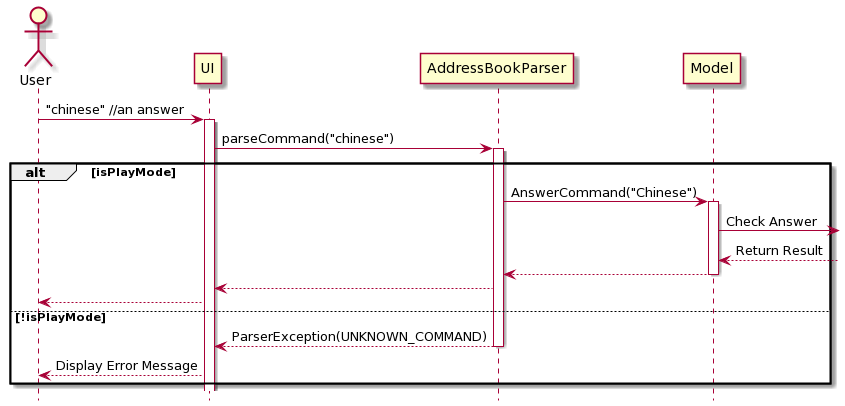 User
UI
AddressBookParser
Model
"chinese" //an answer
parseCommand("chinese")
alt
[isPlayMode]
AnswerCommand("Chinese")
Check Answer
Return Result
[!isPlayMode]
ParserException(UNKNOWN_COMMAND)
Display Error Message